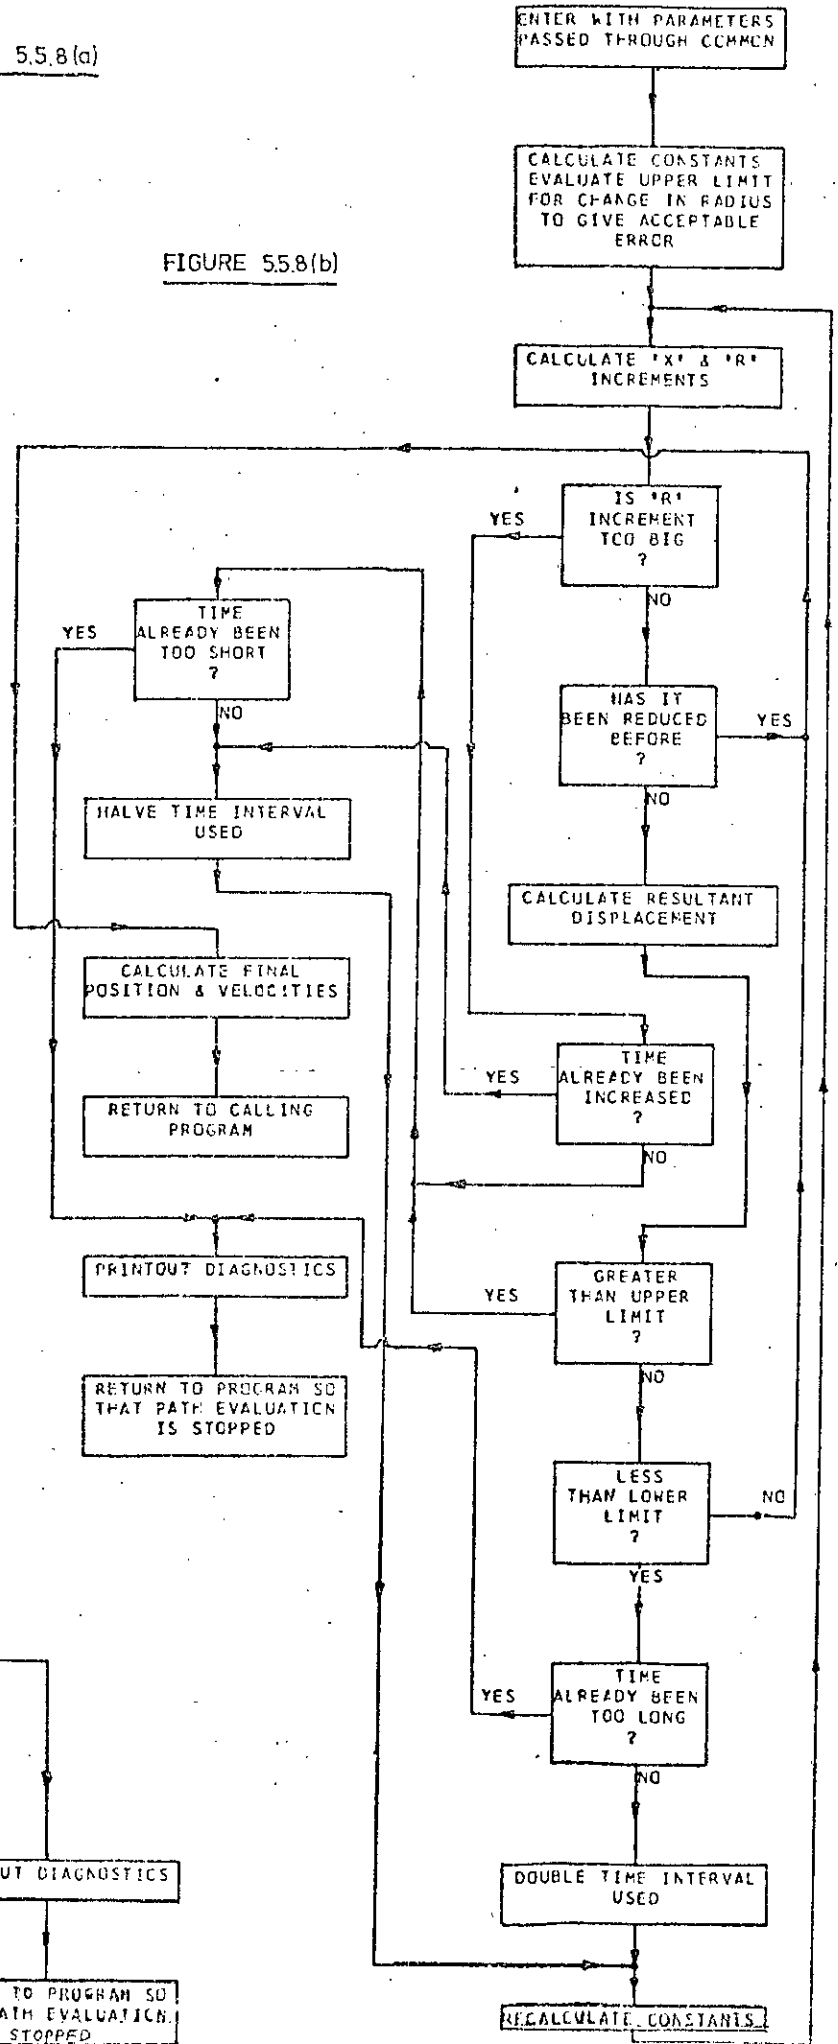 5.5.8(a)
FIGURE 5.5.8(b)
ENTER WITH PARAMETERS
PASSED THROUGH COMMON
CALCULATE CONSTANTS
EVALUATE UPPER LIMIT
FOR CHANGE IN RADIUS
TO GIVE ACCEPTABLE
ERROR
CALCULATE 'X' & 'R'
INCREMENTS
IS 'R'
INCREMENT
TOO BIG
?
YES
NO
HAS IT
BEEN REDUCED
BEFORE
?
YES
NO
CALCULATE RESULTANT
DISPLACEMENT
TIME
ALREADY BEEN
TOO SHORT
?
YES
NO
HALVE TIME INTERVAL
USED
CALCULATE FINAL
POSITION & VELOCITIES
RETURN TO CALLING
PROGRAM
TIME
ALREADY BEEN
INCREASED
?
YES
NO
PRINTOUT DIAGNOSTICS
RETURN TO PROGRAM SO
THAT PATH EVALUATION
IS STOPPED
GREATER
THAN UPPER
LIMIT
?
YES
NO
LESS
THAN LOWER
LIMIT
?
NO
YES
TIME
ALREADY BEEN
TOO LONG
?
YES
NO
DOUBLE TIME INTERVAL
USED
RECALCULATE CONSTANTS
UT DIAGNOSTICS
TO PROGRAM SO
ATH EVALUATION
STOPPED